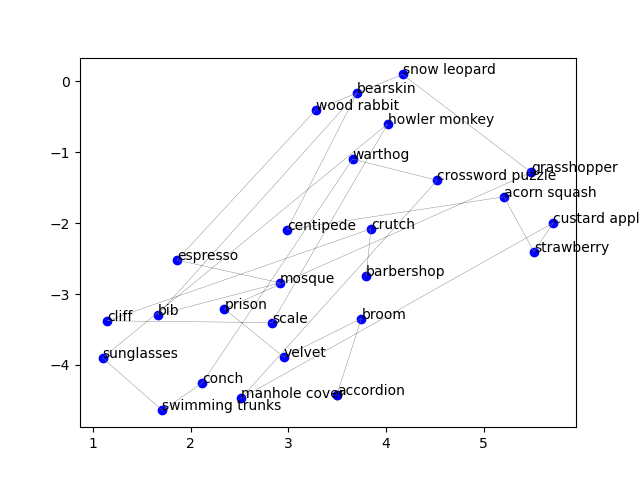 snow leopard
bearskin
wood rabbit
howler monkey
warthog
grasshopper
crossword puzzle
acorn squash
custard appl
centipede
crutch
strawberry
espresso
barbershop
mosque
prison
bib
broom
cliff
scale
sunglasses
velvet
conch
accordion
manhole cover
swimming trunks
0
−1
−2
−3
−4
1
2
3
4
5